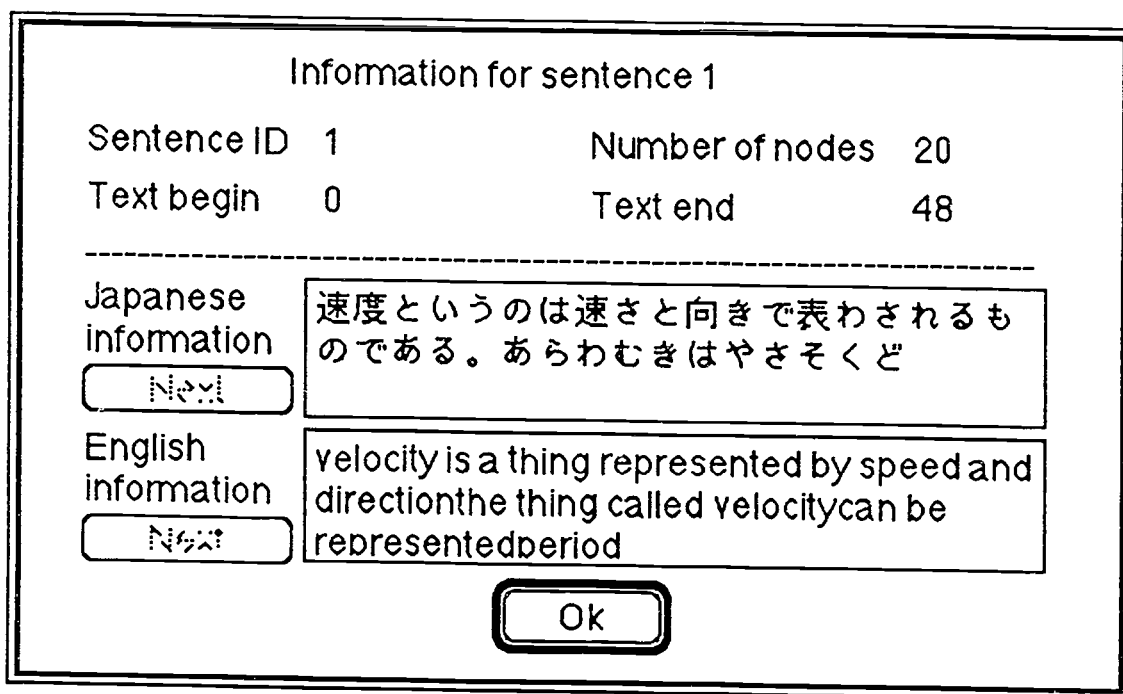 Information for sentence 1
Sentence ID 1 Number of nodes 20
Text begin 0 Text end 48
Japanese information
速度というのは速さと向きで表わされるも
のである。あらわむきはやさそくど
Next
English information
velocity is a thing represented by speed and
directionthe thing called velocitycan be
representedperiod
Next
Ok